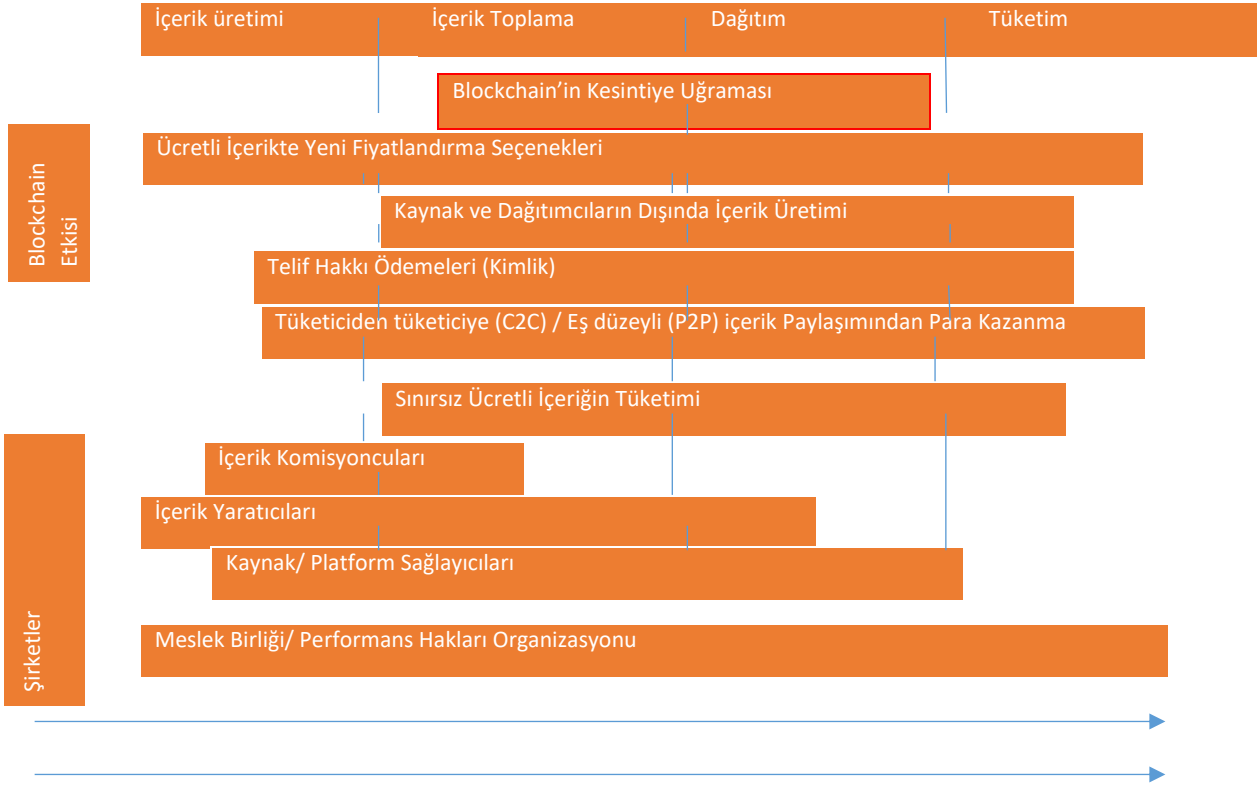 İçerik üretimi İçerik Toplama Dağıtım Tüketim
Blockchain’in Kesintiye Uğraması
Blockchain
Etkisi
Ücretli İçerikte Yeni Fiyatlandırma Seçenekleri
Kaynak ve Dağıtımcıların Dışında İçerik Üretimi
Telif Hakkı Ödemeleri (Kimlik)
Tüketiciden tüketiciye (C2C) / Eş düzeyli (P2P) içerik Paylaşımından Para Kazanma
Sınırsız Ücretli İçeriğin Tüketimi
Şirketler
İçerik Komisyoncuları
İçerik Yaratıcıları
Kaynak/ Platform Sağlayıcıları
Meslek Birliği/ Performans Hakları Organizasyonu